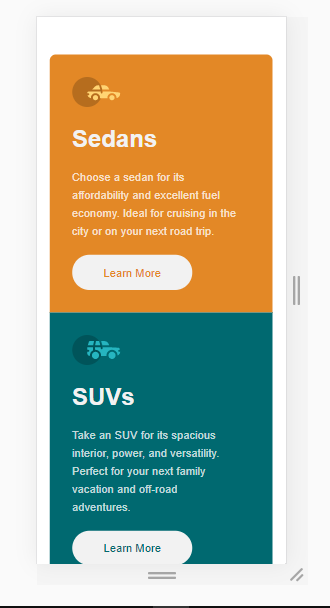 Sedans
Choose a sedan for its
affordability and excellent fuel
economy. Ideal for cruising in the
city or on your next road trip.
Learn More
SUVs
Take an SUV for its spacious
interior, power, and versatility.
Perfect for your next family
vacation and off-road
adventures.
Learn More